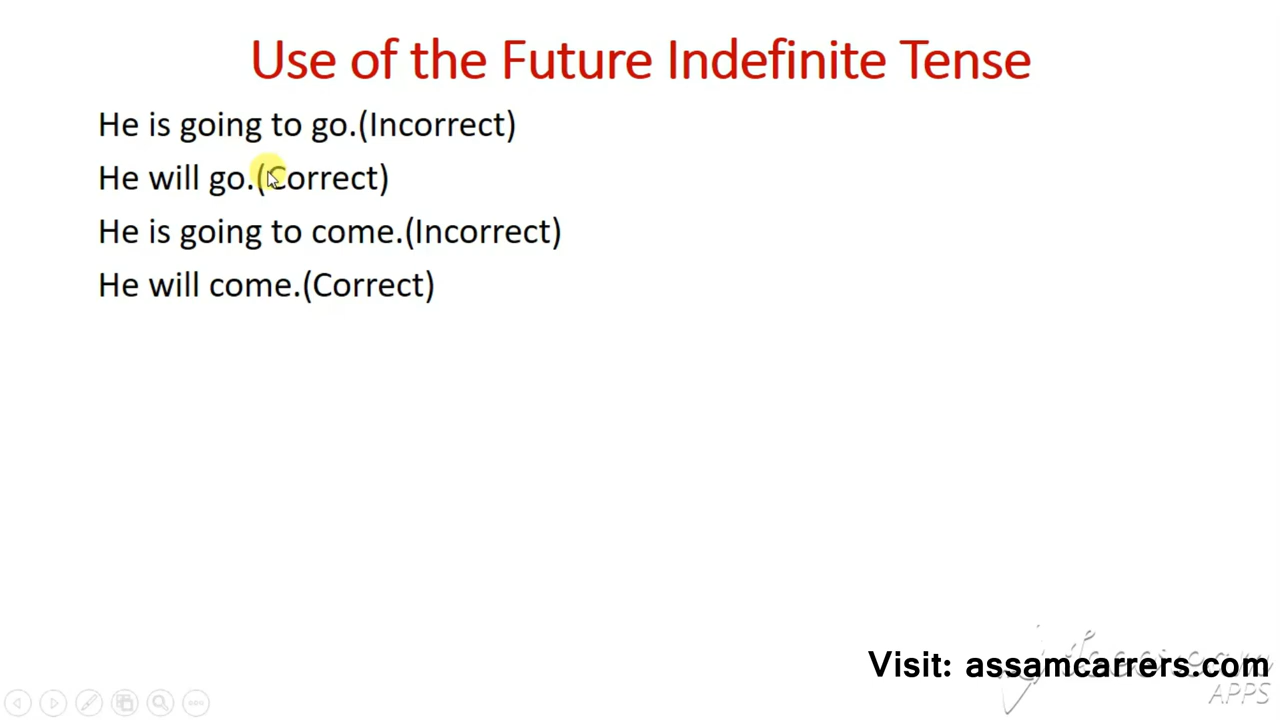 Use of the Future Indefinite Tense
He is going to go.(Incorrect)
He will go.(Correct)
He is going to come.(Incorrect)
He will come.(Correct)
Visit: assamcarrers.com
APPS